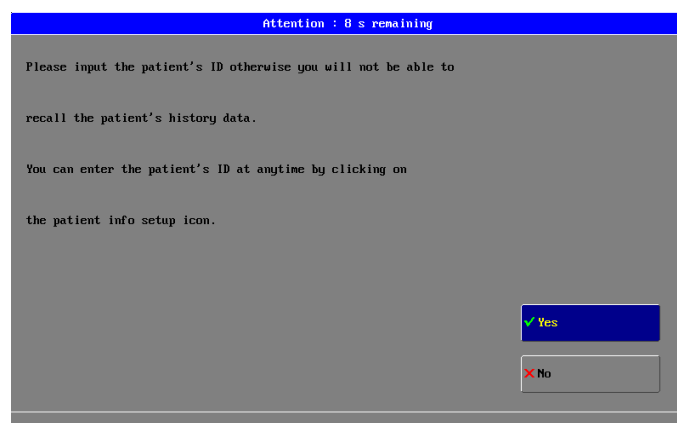 Attention : 8 s remaining
Please input the patient's ID otherwise you will not be able to
recall the patient's history data.
You can enter the patient's ID at anytime by clicking on
the patient info setup icon.
Yes
No